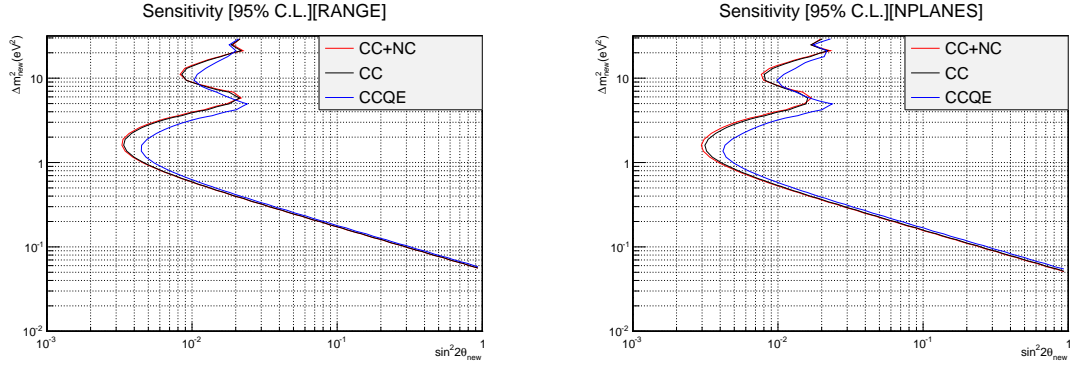 Sensitivity [95% C.L.][RANGE]
Δm²new(eV²)
CC+NC
CC
CCQE
10
1
10⁻¹
10⁻²
10⁻³
10⁻²
10⁻¹
1
sin²2θnew
Sensitivity [95% C.L.][NPLANES]
Δm²new(eV²)
CC+NC
CC
CCQE
10
1
10⁻¹
10⁻²
10⁻³
10⁻²
10⁻¹
1
sin²2θnew